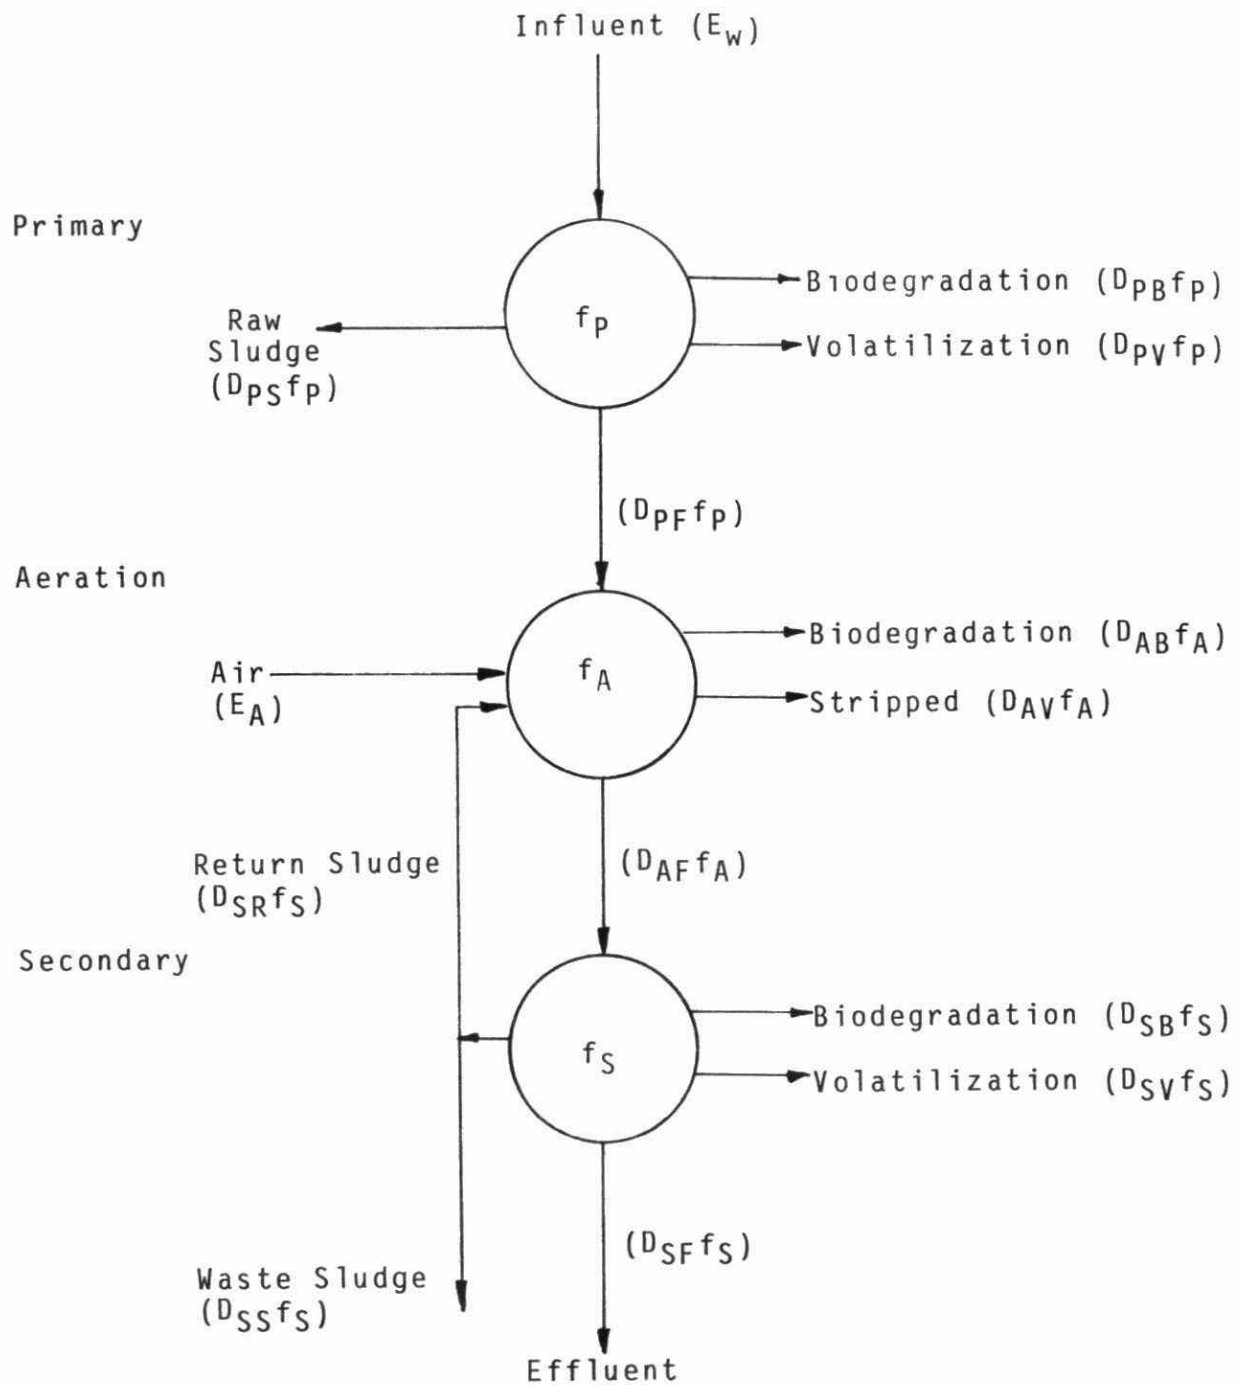 Influent (E_W)
Primary
Biodegradation (D_PB f_P)
f_P
Raw
Sludge
(D_PS f_P)
Volatilization (D_PV f_P)
(D_PF f_P)
Aeration
Biodegradation (D_AB f_A)
f_A
Air
(E_A)
Stripped (D_AV f_A)
Return Sludge
(D_SR f_S)
(D_AF f_A)
Secondary
Biodegradation (D_SB f_S)
f_S
Volatilization (D_SV f_S)
(D_SF f_S)
Waste Sludge
(D_SS f_S)
Effluent